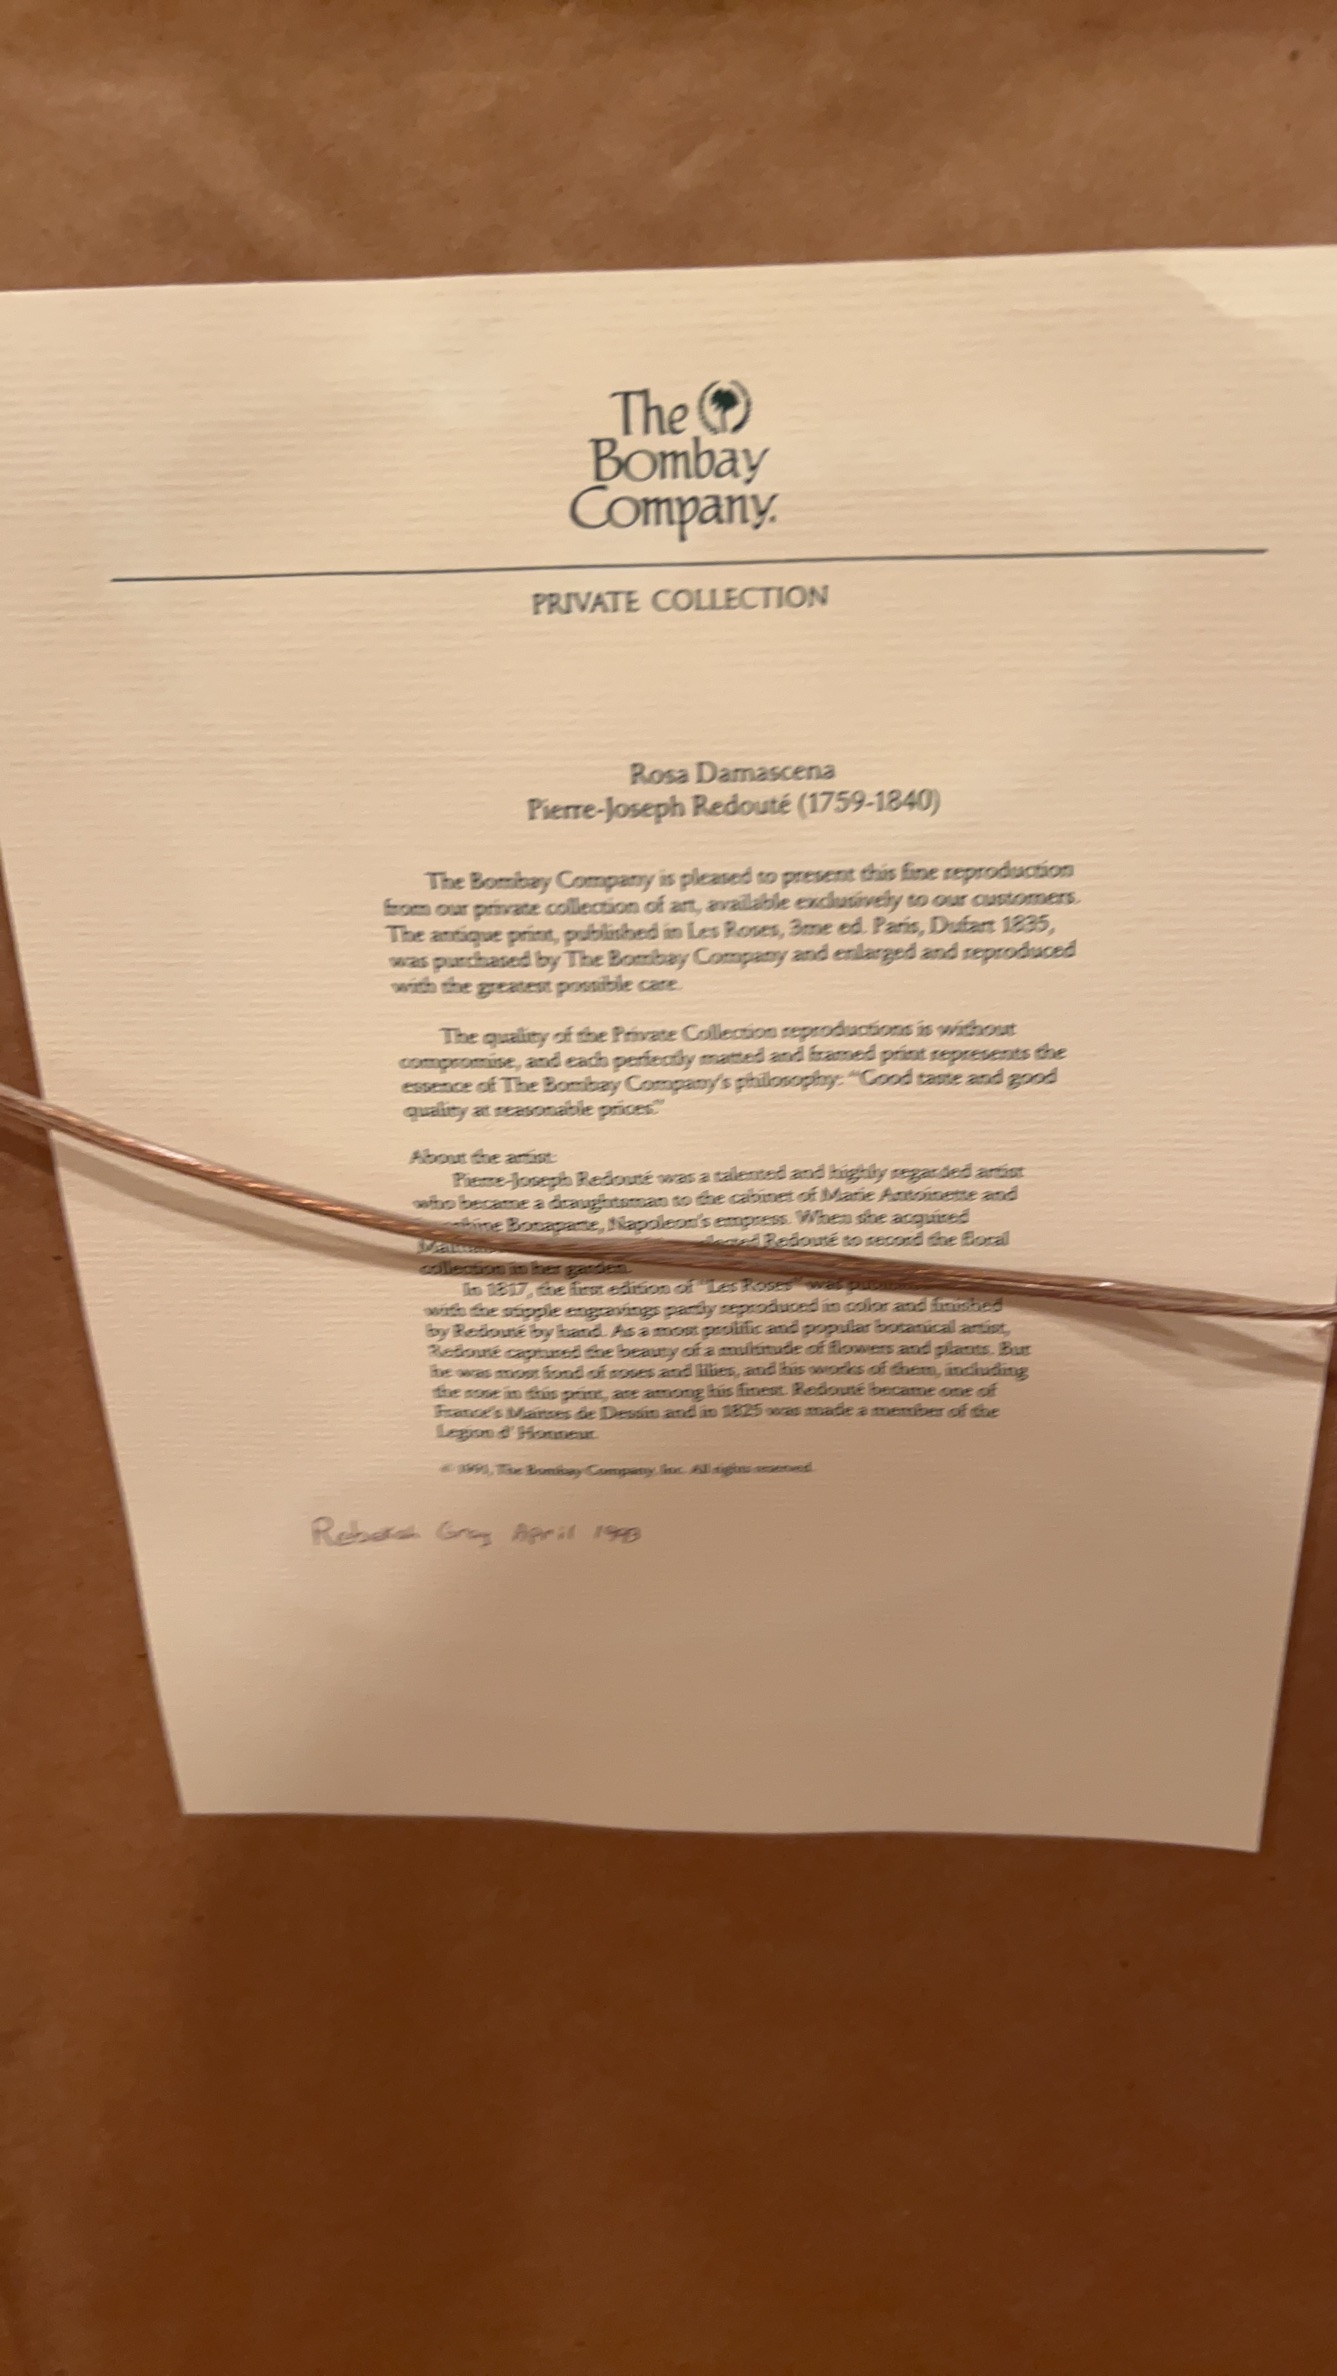 The
Bombay
Company.
PRIVATE COLLECTION
Rosa Damascena
Pierre-Joseph Redouté (1759-1840)
The Bombay Company is pleased to present this fine reproduction
from our private collection of art, available exclusively to our customers.
The antique print, published in Les Roses, 3me ed. Paris, Dufart 1835,
was purchased by The Bombay Company and enlarged and reproduced
with the greatest possible care.
The quality of the Private Collection reproductions is without
compromise, and each perfectly matted and framed print represents the
essence of The Bombay Company's philosophy: "Good taste and good
quality at reasonable prices."
About the artist:
Pierre-Joseph Redouté was a talented and highly regarded artist
who became a draughtsman to the cabinet of Marie Antoinette and
Bonaparte, Napoleon's empress. When she acquired
Redouté to record the floral
collection in her garden.
In 1817, the first edition of "Les Roses" was
with the stipple engravings partly reproduced in color and finished
by Redouté by hand. As a most prolific and popular botanical artist,
Redouté captured the beauty of a multitude of flowers and plants. But
he was most fond of roses and lilies, and his works of them, including
the rose in this print, are among his finest. Redouté became one of
France's Maitres de Dessin and in 1825 was made a member of the
Legion d' Honneur.
© 1991, The Bombay Company, Inc. All rights reserved.
April 1993